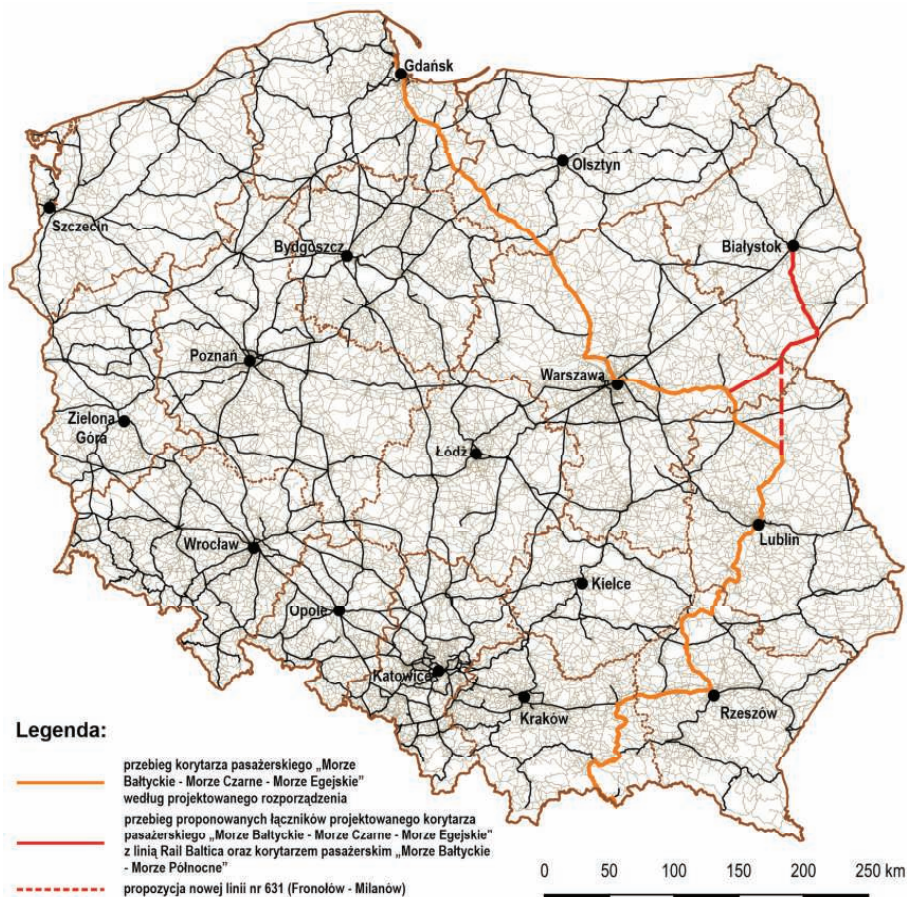 Gdańsk
Olsztyn
Szczecin
Bydgoszcz
Białystok
Poznań
Warszawa
Zielona
Góra
Łódź
Lublin
Wrocław
Kielce
Opole
Katowice
Kraków
Rzeszów
Legenda:
przebieg korytarza pasażerskiego „Morze
Bałtyckie - Morze Czarne - Morze Egejskie”
według projektowanego rozporządzenia
przebieg proponowanych łączników projektowanego korytarza
pasażerskiego „Morze Bałtyckie - Morze Czarne - Morze Egejskie”
z linią Rail Baltica oraz korytarzem pasażerskim „Morze Bałtyckie
- Morze Północne”
propozycja nowej linii nr 631 (Fronołów - Milanów)
0 50 100 150 200 250 km